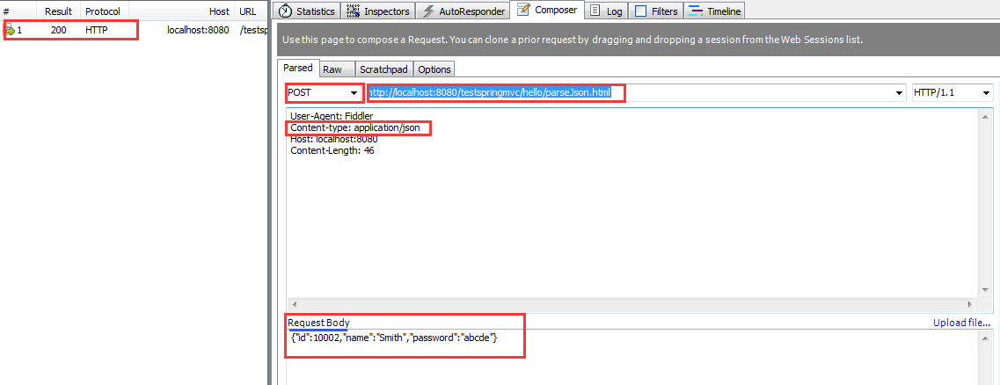 # Result Protocol Host URL
1 200 HTTP localhost:8080 /testsp
Statistics Inspectors AutoResponder Composer Log Filters Timeline
Use this page to compose a Request. You can clone a prior request by dragging and dropping a session from the Web Sessions list.
Parsed Raw Scratchpad Options
POST http://localhost:8080/testspringmvc/hello/parseJson.html HTTP/1.1
User-Agent: Fiddler
Content-type: application/json
Host: localhost:8080
Content-Length: 46
Request Body Upload file...
{"id":10002,"name":"Smith","password":"abcde"}